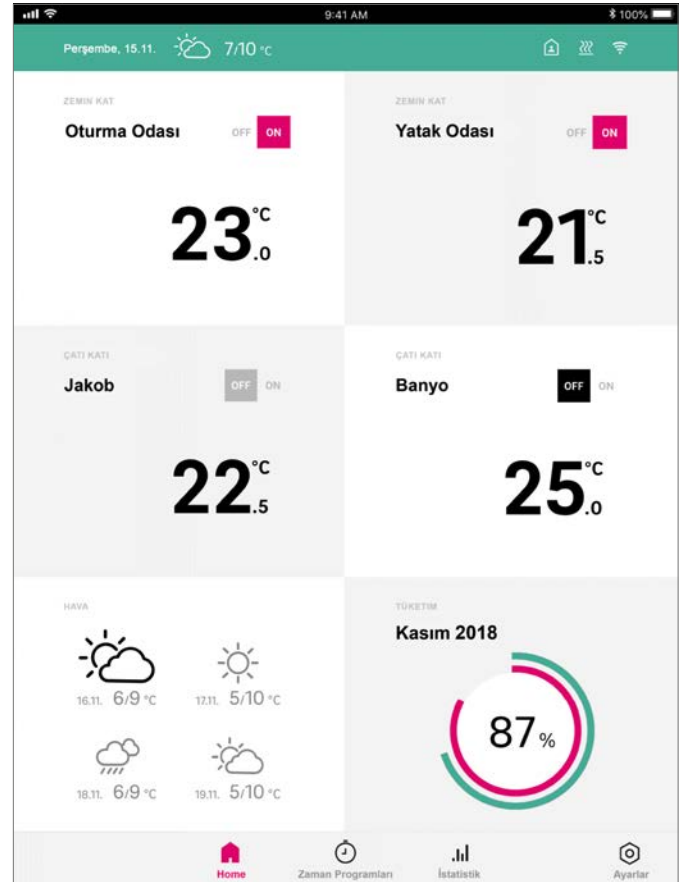 9:41 AM 100%
Perşembe, 15.11. 7/10 °C
ZEMIN KAT
Oturma Odası OFF ON
23.0 °C
ZEMIN KAT
Yatak Odası OFF ON
21.5 °C
ÇATI KATI
Jakob OFF ON
22.5 °C
ÇATI KATI
Banyo OFF ON
25.0 °C
HAVA
16.11. 6/9 °C 17.11. 5/10 °C
18.11. 6/9 °C 19.11. 5/10 °C
TÜKETIM
Kasım 2018
87 %
Home Zaman Programları İstatistik Ayarlar